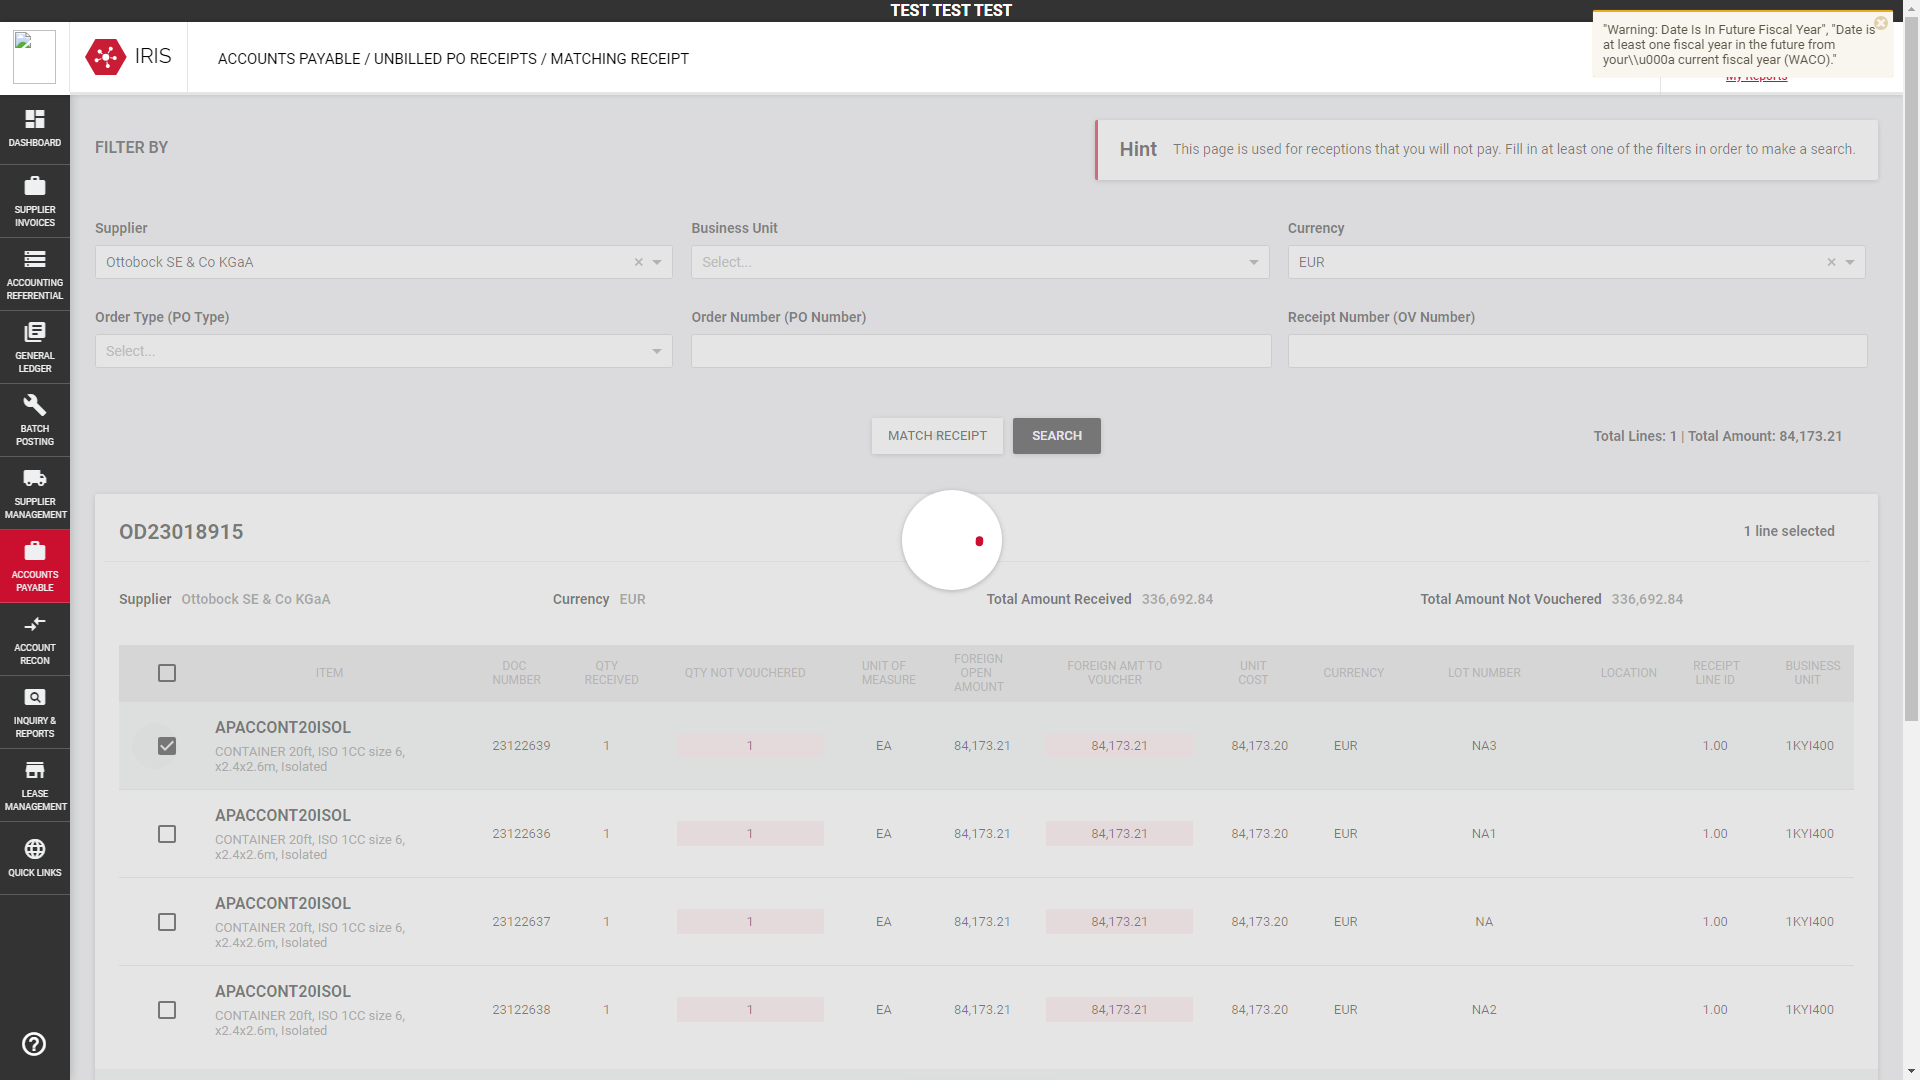 TEST TEST TEST
IRIS
ACCOUNTS PAYABLE / UNBILLED PO RECEIPTS / MATCHING RECEIPT
"Warning: Date Is In Future Fiscal Year", "Date is
at least one fiscal year in the future from
your\\u000a current fiscal year (WACO)."
My Reports
DASHBOARD
SUPPLIER
INVOICES
ACCOUNTING
REFERENTIAL
GENERAL
LEDGER
BATCH
POSTING
SUPPLIER
MANAGEMENT
ACCOUNTS
PAYABLE
ACCOUNT
RECON
INQUIRY &
REPORTS
LEASE
MANAGEMENT
QUICK LINKS
FILTER BY
Hint This page is used for receptions that you will not pay. Fill in at least one of the filters in order to make a search.
Supplier Business Unit Currency
Ottobock SE & Co KGaA Select... EUR
Order Type (PO Type) Order Number (PO Number) Receipt Number (OV Number)
Select...
MATCH RECEIPT SEARCH Total Lines: 1 | Total Amount: 84,173.21
OD23018915 1 line selected
Supplier Ottobock SE & Co KGaA Currency EUR Total Amount Received 336,692.84 Total Amount Not Vouchered 336,692.84
ITEM DOC NUMBER QTY RECEIVED QTY NOT VOUCHERED UNIT OF MEASURE FOREIGN OPEN AMOUNT FOREIGN AMT TO VOUCHER UNIT COST CURRENCY LOT NUMBER LOCATION RECEIPT LINE ID BUSINESS UNIT
APACCONT20ISOL
CONTAINER 20ft, ISO 1CC size 6,
x2.4x2.6m, Isolated
23122639 1 1 EA 84,173.21 84,173.21 84,173.20 EUR NA3 1.00 1KYI400
APACCONT20ISOL
CONTAINER 20ft, ISO 1CC size 6,
x2.4x2.6m, Isolated
23122636 1 1 EA 84,173.21 84,173.21 84,173.20 EUR NA1 1.00 1KYI400
APACCONT20ISOL
CONTAINER 20ft, ISO 1CC size 6,
x2.4x2.6m, Isolated
23122637 1 1 EA 84,173.21 84,173.21 84,173.20 EUR NA 1.00 1KYI400
APACCONT20ISOL
CONTAINER 20ft, ISO 1CC size 6,
x2.4x2.6m, Isolated
23122638 1 1 EA 84,173.21 84,173.21 84,173.20 EUR NA2 1.00 1KYI400